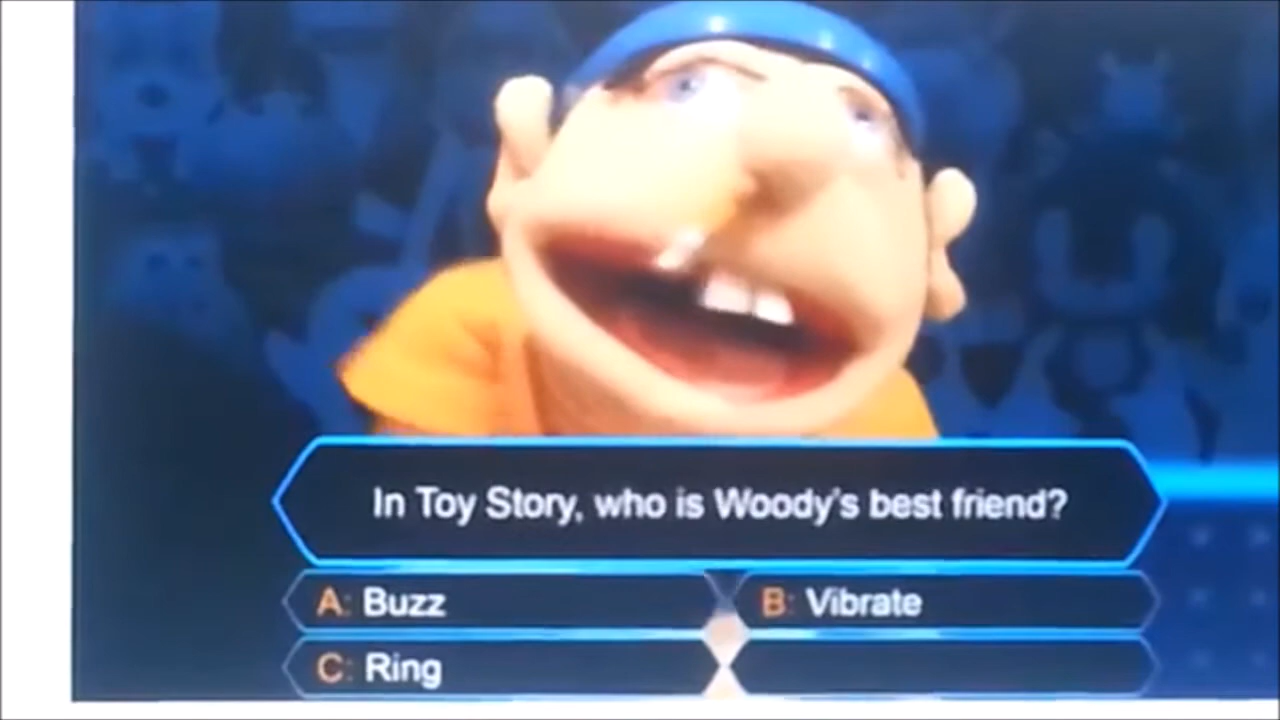 In Toy Story, who is Woody's best friend?
A: Buzz
B: Vibrate
C: Ring